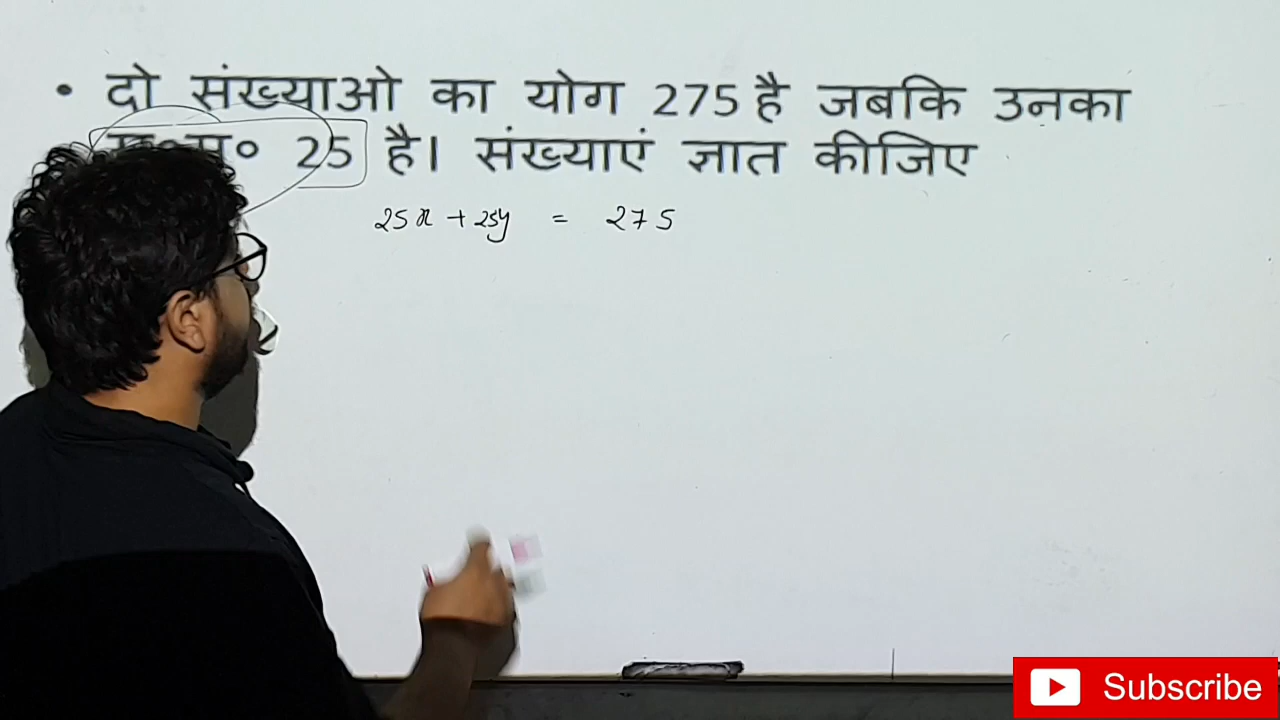 • दो संख्याओ का योग 275 है जबकि उनका
25 है। संख्याएं ज्ञात कीजिए
25x + 25y = 275
Subscribe